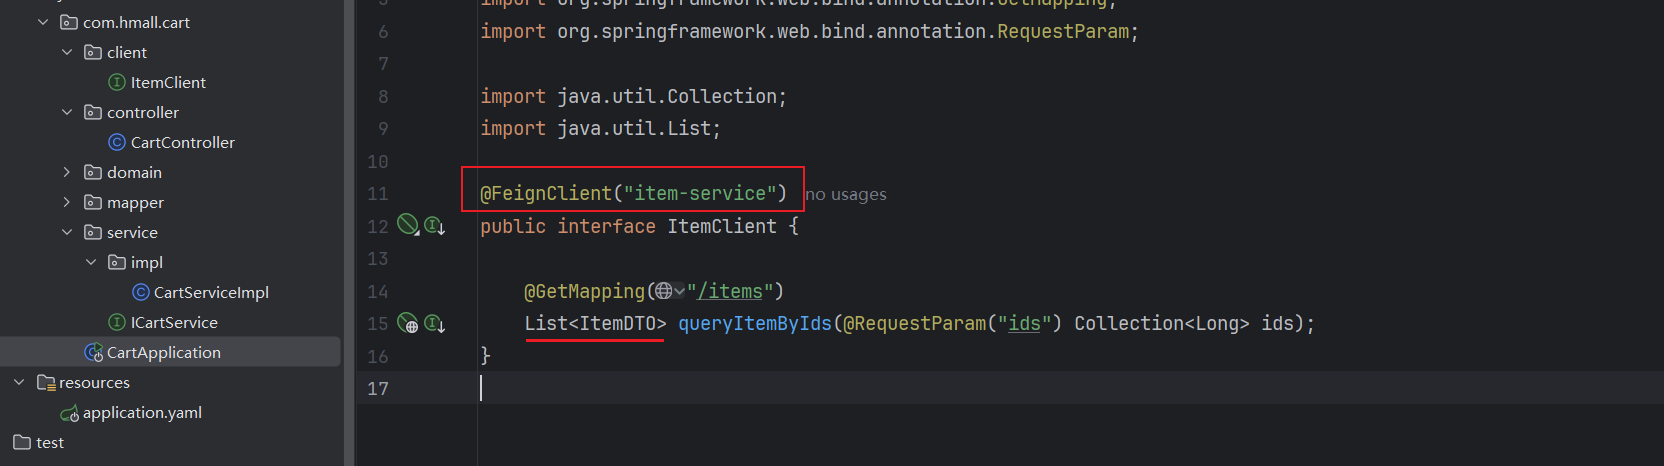 com.hmall.cart
client
ItemClient
controller
CartController
domain
mapper
service
impl
CartServiceImpl
ICartService
CartApplication
resources
application.yaml
test
5 import org.springframework.web.bind.annotation.GetMapping;
6 import org.springframework.web.bind.annotation.RequestParam;
7
8 import java.util.Collection;
9 import java.util.List;
10
11 @FeignClient("item-service") no usages
12 public interface ItemClient {
13
14 @GetMapping("/items")
15 List<ItemDTO> queryItemByIds(@RequestParam("ids") Collection<Long> ids);
16 }
17